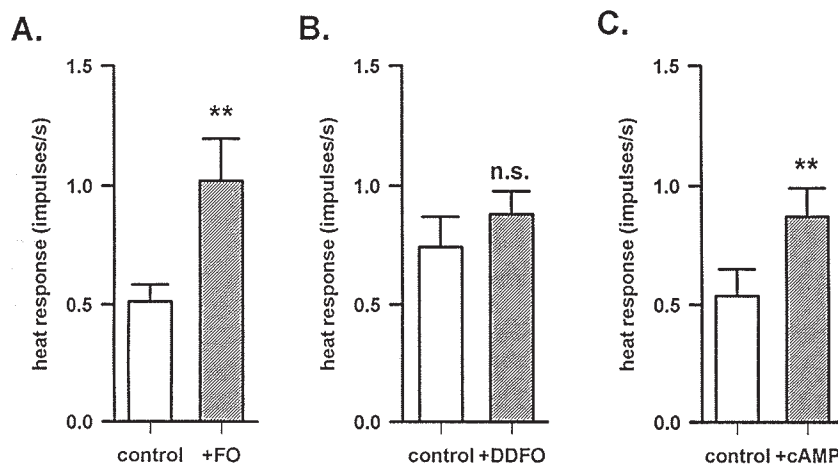 A.
heat response (impulses/s)
1.5
1.0
0.5
0.0
**
control +FO
B.
heat response (impulses/s)
1.5
1.0
0.5
0.0
n.s.
control +DDFO
C.
heat response (impulses/s)
1.5
1.0
0.5
0.0
**
control +cAMP